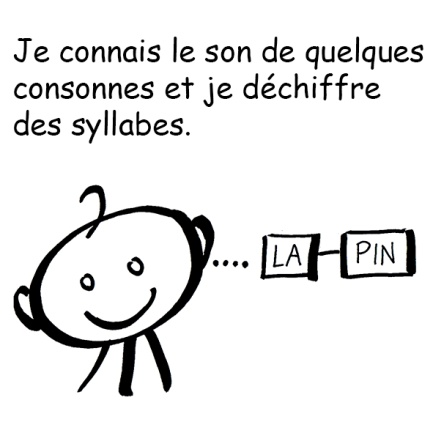 Je connais le son de quelques
consonnes et je déchiffre
des syllabes.
LA PIN